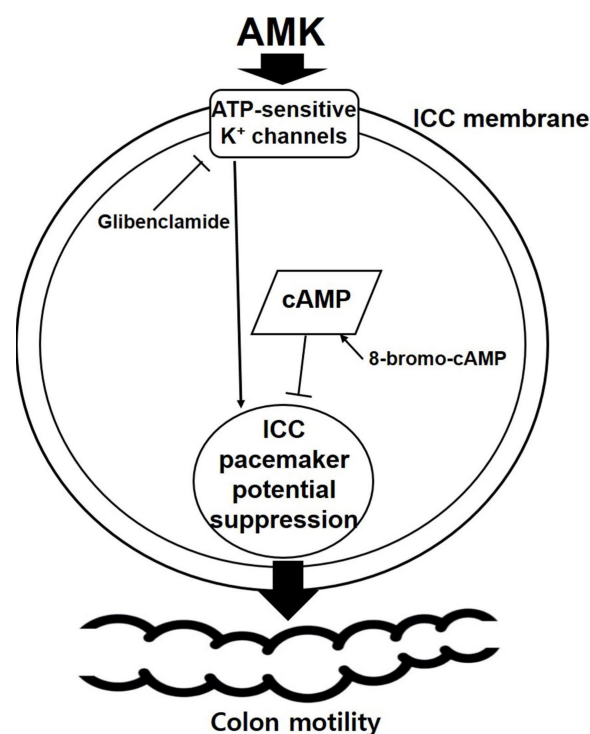 AMK
ATP-sensitive
K⁺ channels
ICC membrane
Glibenclamide
cAMP
8-bromo-cAMP
ICC
pacemaker
potential
suppression
Colon motility